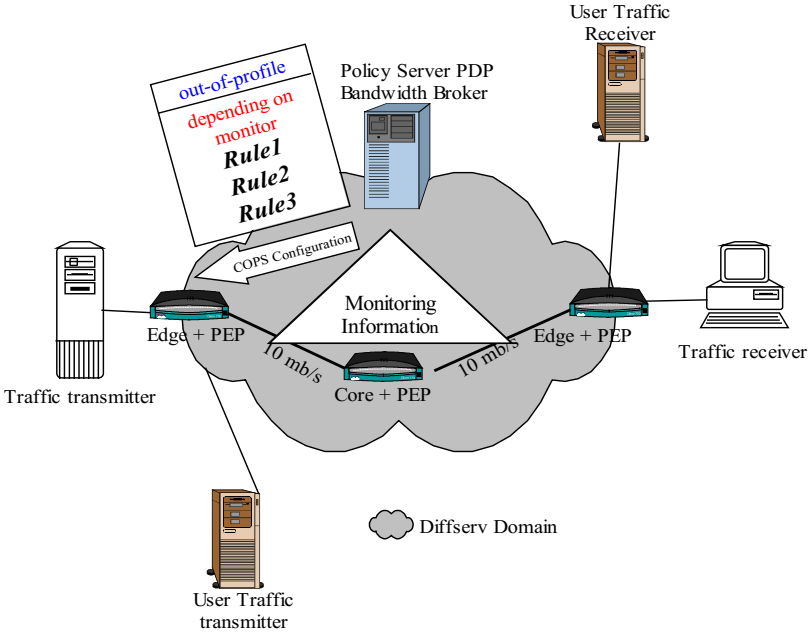 User Traffic
Receiver
Policy Server PDP
Bandwidth Broker
out-of-profile
depending on
monitor
Rule1
Rule2
Rule3
COPS Configuration
Monitoring
Information
Edge + PEP
Edge + PEP
10 mb/s
10 mb/s
Core + PEP
Traffic receiver
Traffic transmitter
Diffserv Domain
User Traffic
transmitter